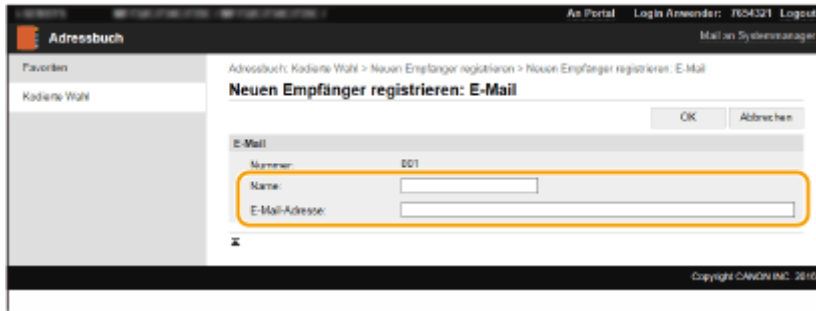 An Portal Login Anwender: 7654321 Logout
Adressbuch
Mail an Systemmanager
Favoriten
Kodierte Wahl
Adressbuch: Kodierte Wahl > Neuen Empfänger registrieren > Neuen Empfänger registrieren: E-Mail
Neuen Empfänger registrieren: E-Mail
OK Abbrechen
E-Mail
Nummer: 001
Name:
E-Mail-Adresse:
Copyright CANON INC. 2016